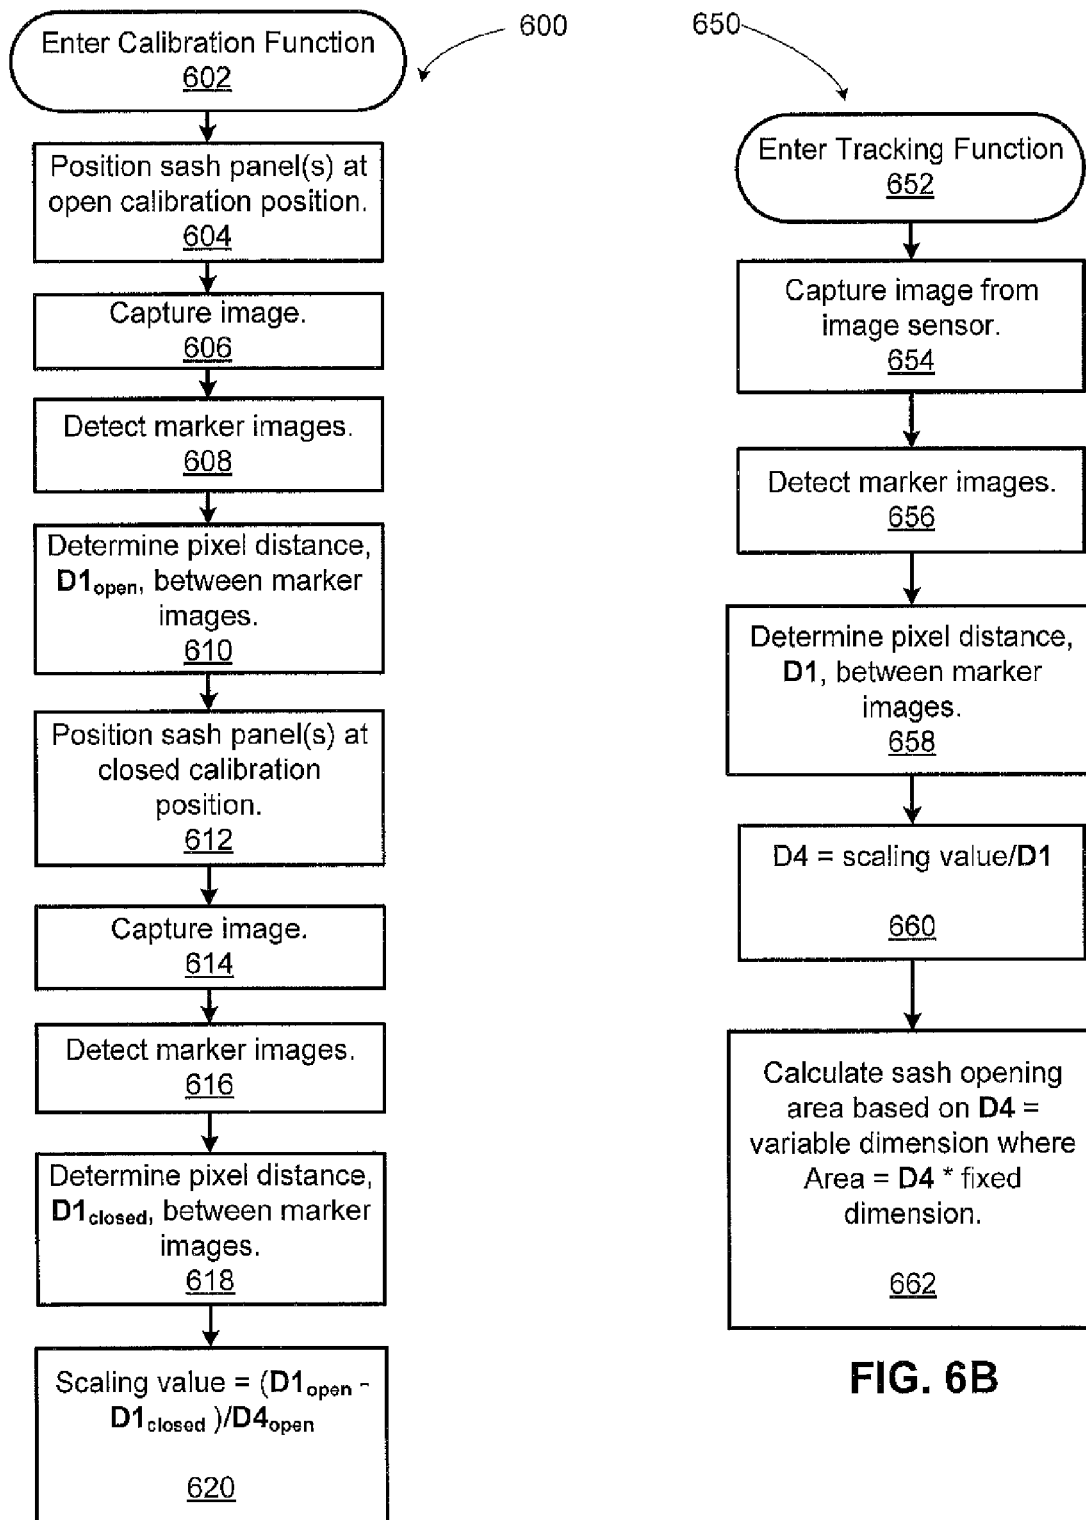 600
Enter Calibration Function
602
Position sash panel(s) at
open calibration position.
604
Capture image.
606
Detect marker images.
608
Determine pixel distance,
D1open, between marker
images.
610
Position sash panel(s) at
closed calibration
position.
612
Capture image.
614
Detect marker images.
616
Determine pixel distance,
D1closed, between marker
images.
618
Scaling value = (D1open -
D1closed )/D4open
620
650
Enter Tracking Function
652
Capture image from
image sensor.
654
Detect marker images.
656
Determine pixel distance,
D1, between marker
images.
658
D4 = scaling value/D1
660
Calculate sash opening
area based on D4 =
variable dimension where
Area = D4 * fixed
dimension.
662
FIG. 6B